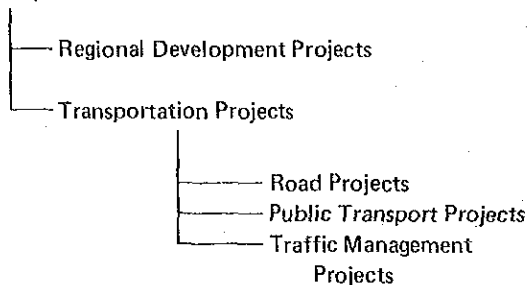 Regional Development Projects
Transportation Projects
Road Projects
Public Transport Projects
Traffic Management
Projects